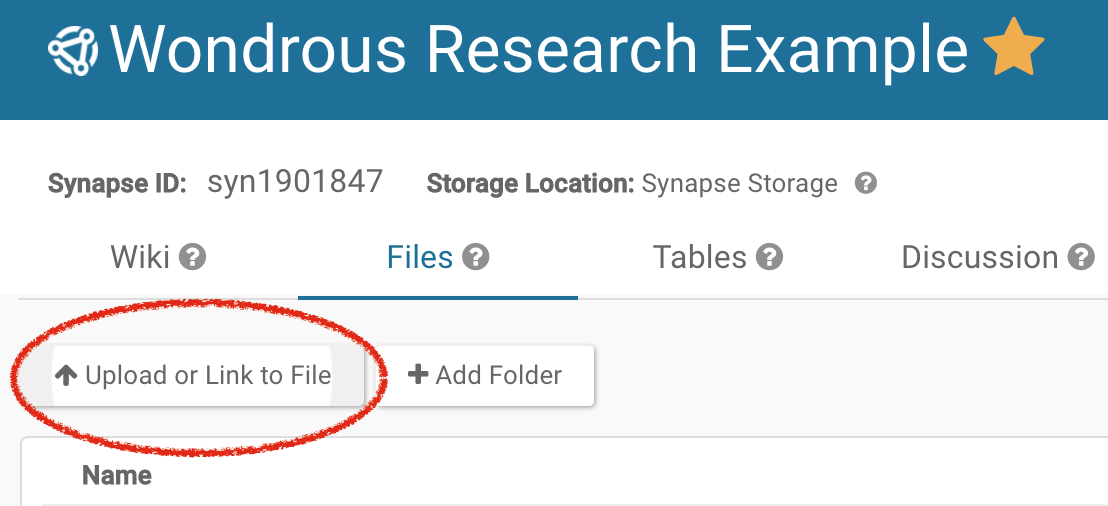 Wondrous Research Example
Synapse ID: syn1901847 Storage Location: Synapse Storage ?
Wiki ? Files ? Tables ? Discussion ?
Upload or Link to File + Add Folder
Name